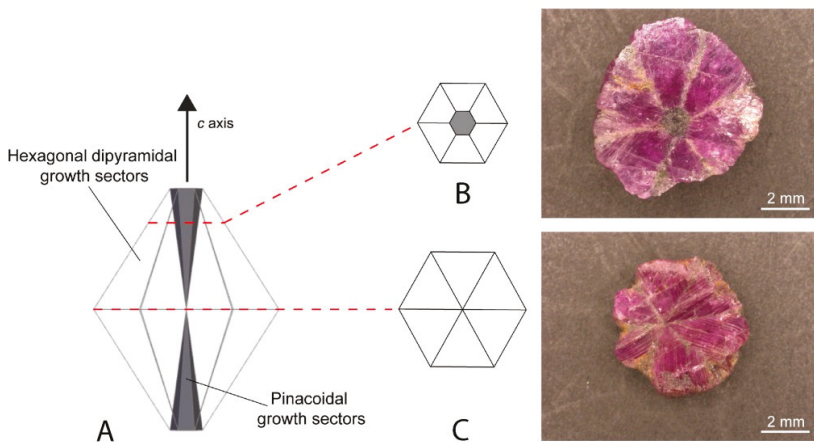 c axis
Hexagonal dipyramidal
growth sectors
B
2 mm
A
Pinacoidal
growth sectors
C
2 mm